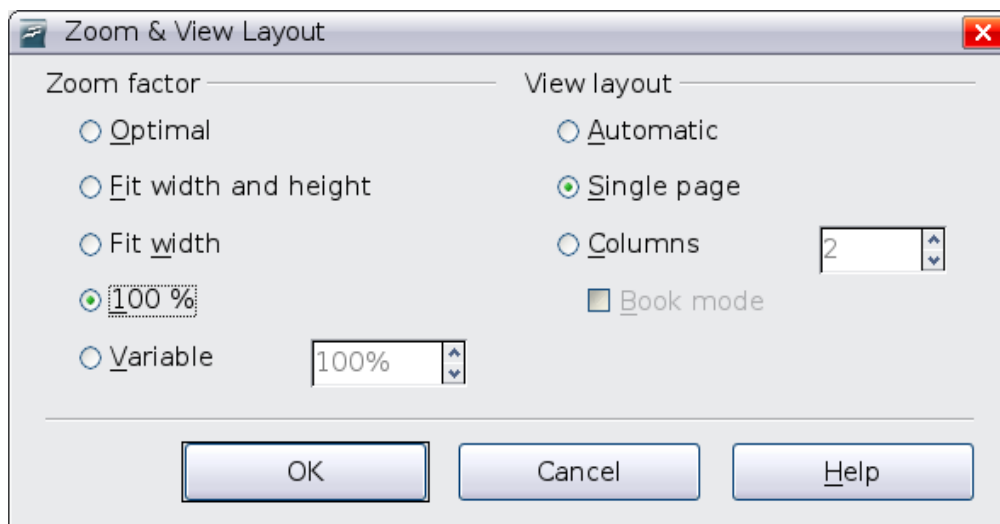 Zoom & View Layout
Zoom factor
Optimal
Fit width and height
Fit width
100 %
Variable
100%
View layout
Automatic
Single page
Columns
2
Book mode
OK
Cancel
Help